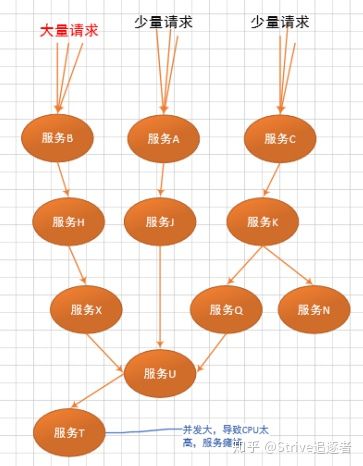 大量请求
少量请求
少量请求
服务B
服务A
服务C
服务H
服务J
服务K
服务X
服务Q
服务N
服务U
服务T
并发大，导致CPU太
高，服务瘫痪
知乎 @Strive追逐者